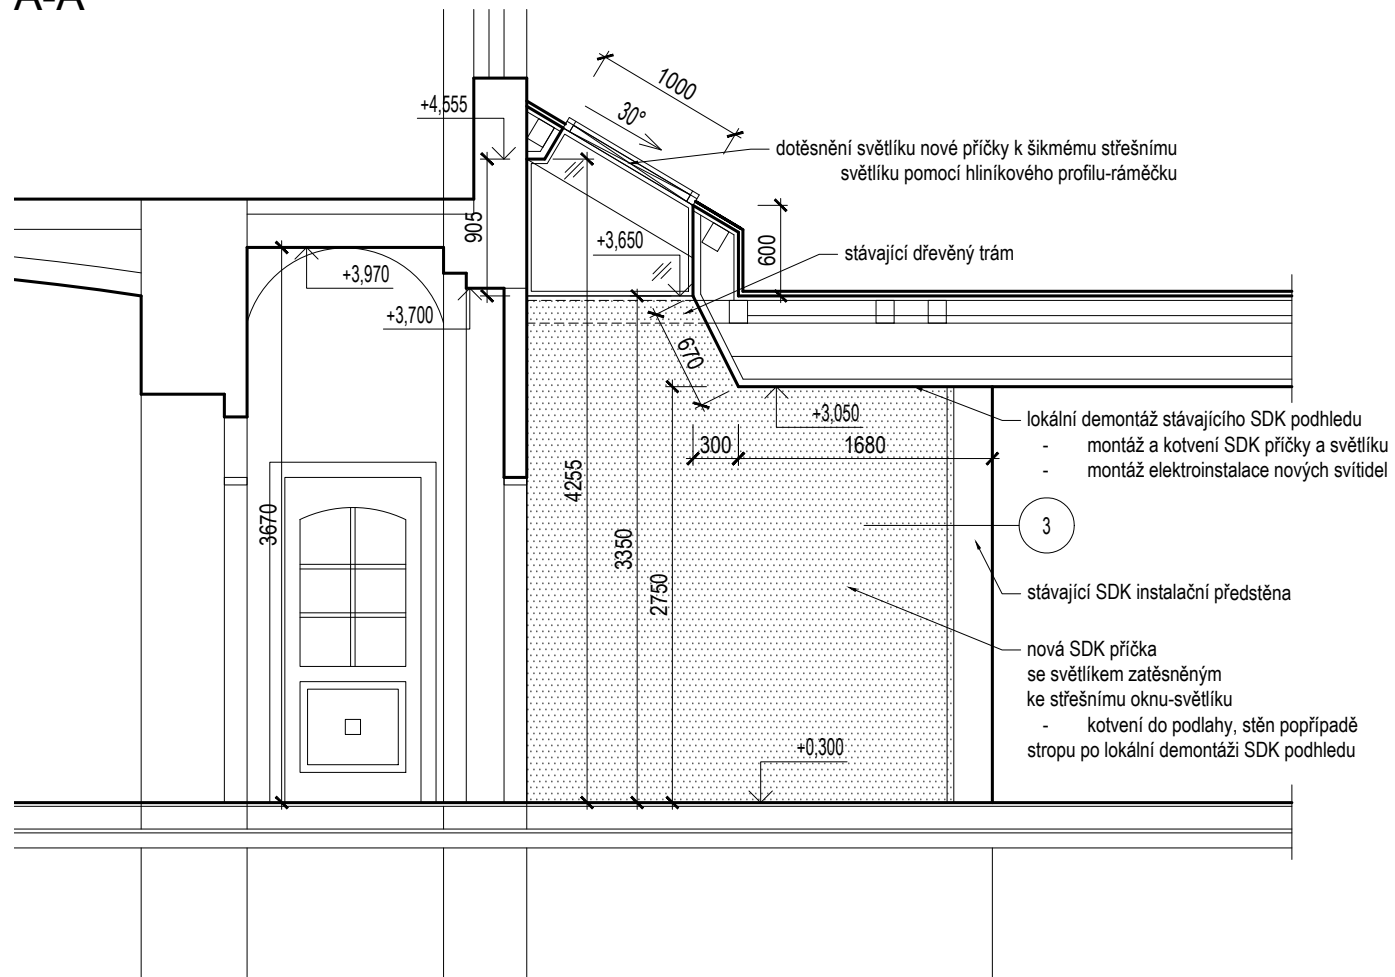 A-A
+4,555
1000
30°
dotěsnění světlíku nové příčky k šikmému střešnímu
světlíku pomocí hliníkového profilu-ráměčku
905
+3,650
600
stávající dřevěný trám
+3,970
+3,700
670
+3,050
lokální demontáž stávajícího SDK podhledu
- montáž a kotvení SDK příčky a světlíku
- montáž elektroinstalace nových svítidel
300
1680
4255
3670
3350
2750
3
stávající SDK instalační předstěna
nová SDK příčka
se světlíkem zatěsněným
ke střešnímu oknu-světlíku
- kotvení do podlahy, stěn popřípadě
stropu po lokální demontáži SDK podhledu
+0,300